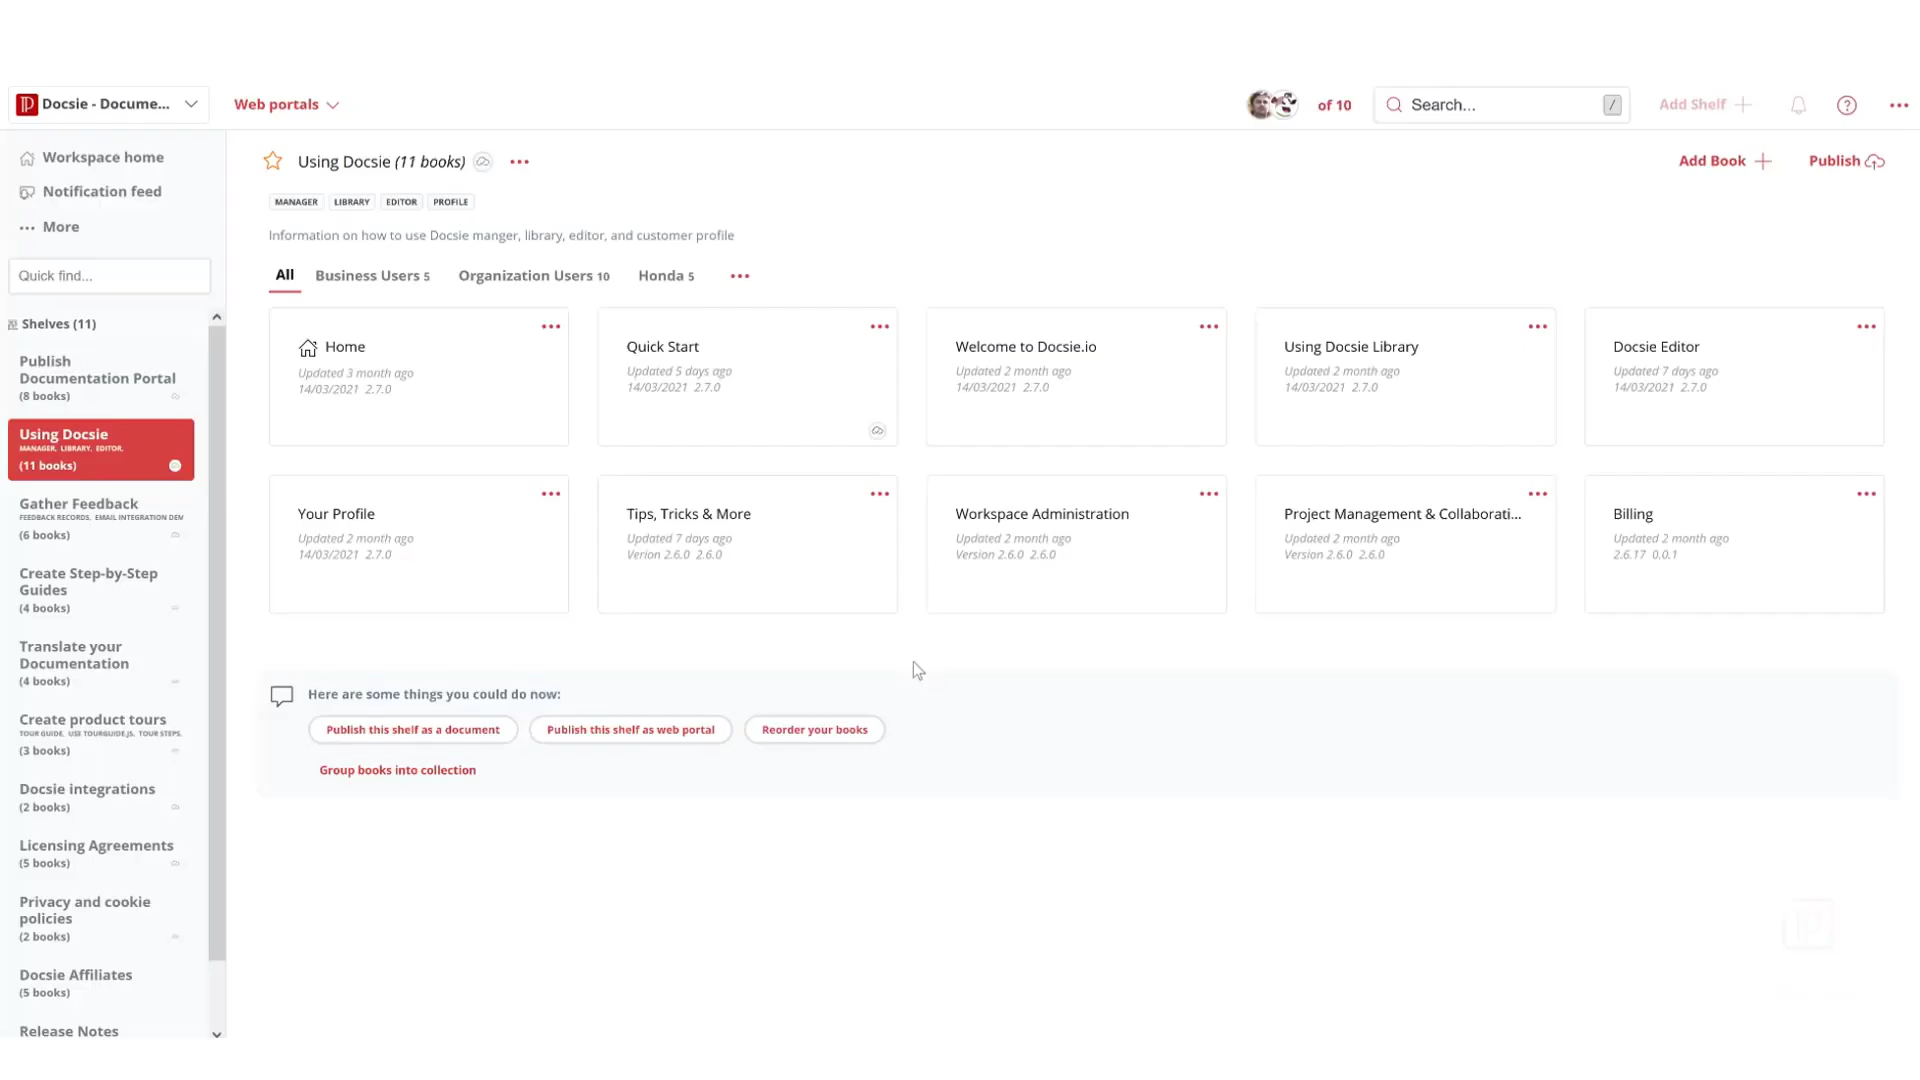 Docsie - Docume...
Web portals
of 10
Search...
/
Add Shelf
?
Workspace home
Notification feed
More
Quick find...
Shelves (11)
Publish
Documentation Portal
(8 books)
Using Docsie
MANAGER, LIBRARY, EDITOR,
(11 books)
Gather Feedback
FEEDBACK RECORDS, EMAIL INTEGRATION DEM
(6 books)
Create Step-by-Step
Guides
(4 books)
Translate your
Documentation
(4 books)
Create product tours
TOUR GUIDE, USE TOURGUIDE.JS, TOUR STEPS,
(3 books)
Docsie integrations
(2 books)
Licensing Agreements
(5 books)
Privacy and cookie
policies
(2 books)
Docsie Affiliates
(5 books)
Release Notes
Using Docsie (11 books)
Add Book
Publish
MANAGER LIBRARY EDITOR PROFILE
Information on how to use Docsie manger, library, editor, and customer profile
All Business Users 5 Organization Users 10 Honda 5
Home
Updated 3 month ago
14/03/2021 2.7.0
Quick Start
Updated 5 days ago
14/03/2021 2.7.0
Welcome to Docsie.io
Updated 2 month ago
14/03/2021 2.7.0
Using Docsie Library
Updated 2 month ago
14/03/2021 2.7.0
Docsie Editor
Updated 7 days ago
14/03/2021 2.7.0
Your Profile
Updated 2 month ago
14/03/2021 2.7.0
Tips, Tricks & More
Updated 7 days ago
Verion 2.6.0 2.6.0
Workspace Administration
Updated 2 month ago
Version 2.6.0 2.6.0
Project Management & Collaborati...
Updated 2 month ago
Version 2.6.0 2.6.0
Billing
Updated 2 month ago
2.6.17 0.0.1
Here are some things you could do now:
Publish this shelf as a document
Publish this shelf as web portal
Reorder your books
Group books into collection